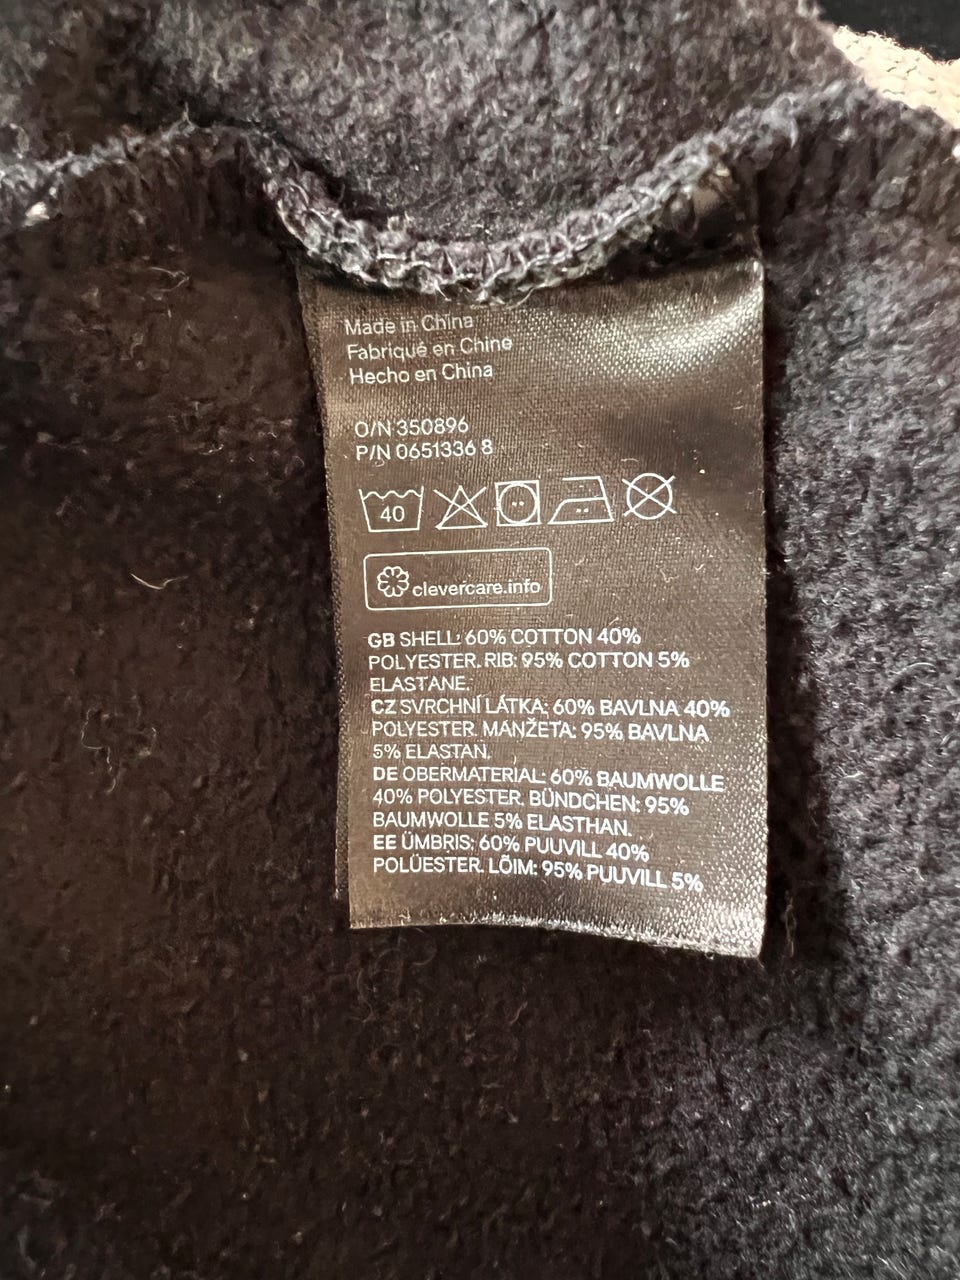 Made in China
Fabriqué en Chine
Hecho en China
O/N 350896
P/N 0651336 8
40
clevercare.info
GB SHELL: 60% COTTON 40%
POLYESTER. RIB: 95% COTTON 5%
ELASTANE.
CZ SVRCHNÍ LÁTKA: 60% BAVLNA 40%
POLYESTER. MANŽETA: 95% BAVLNA
5% ELASTAN.
DE OBERMATERIAL: 60% BAUMWOLLE
40% POLYESTER. BÜNDCHEN: 95%
BAUMWOLLE 5% ELASTHAN.
EE ÜMBRIS: 60% PUUVILL 40%
POLÜESTER. LÕIM: 95% PUUVILL 5%